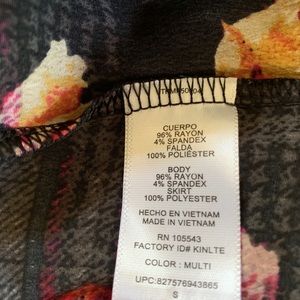 CUERPO
96% RAYON
4% SPANDEX
FALDA
100% POLIÉSTER
BODY
96% RAYON
4% SPANDEX
SKIRT
100% POLYESTER
HECHO EN VIETNAM
MADE IN VIETNAM
RN 105543
FACTORY ID# KINLTE
COLOR : MULTI
UPC:827576943865
S